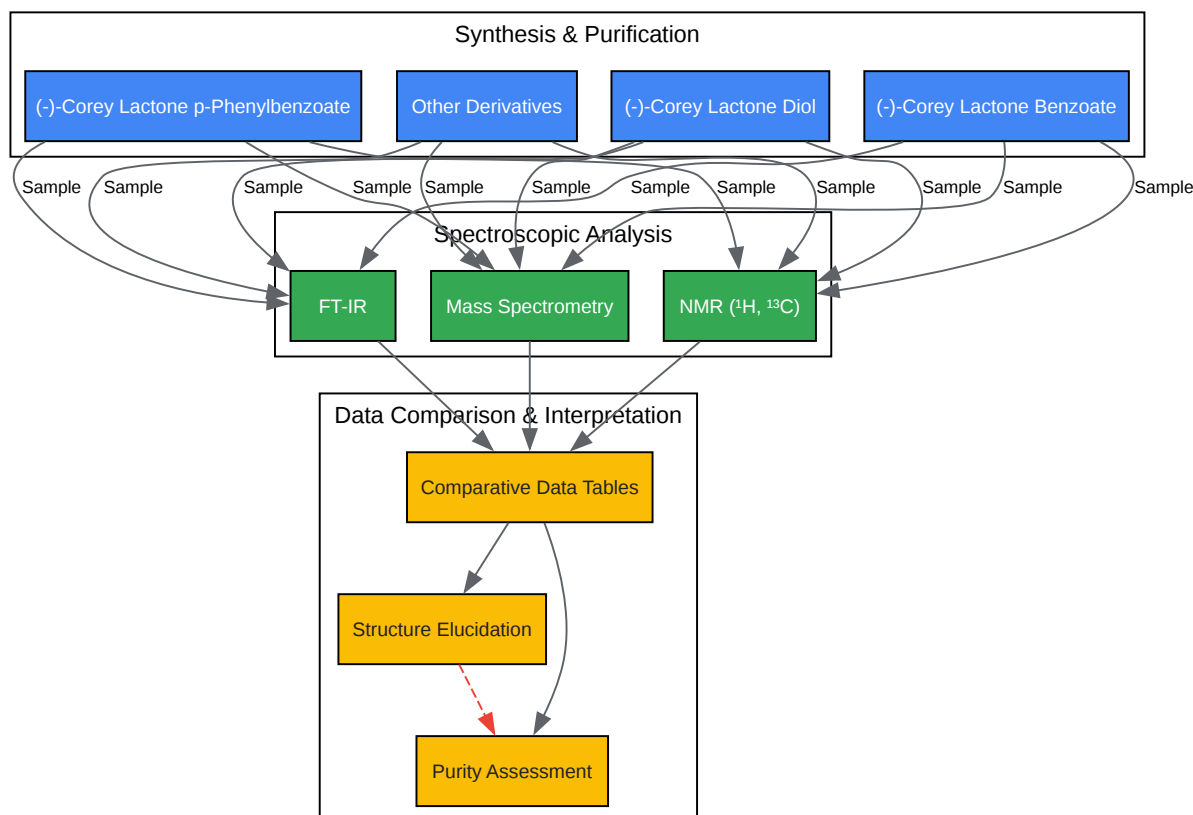 Synthesis & Purification
(-)-Corey Lactone p-Phenylbenzoate
Other Derivatives
(-)-Corey Lactone Diol
(-)-Corey Lactone Benzoate
Sample
Sample
Sample
Sample
Sample
Sample
Sample
Sample
Sample
Sample
Sample
Sample
Spectroscopic Analysis
FT-IR
Mass Spectrometry
NMR (¹H, ¹³C)
Data Comparison & Interpretation
Comparative Data Tables
Structure Elucidation
Purity Assessment